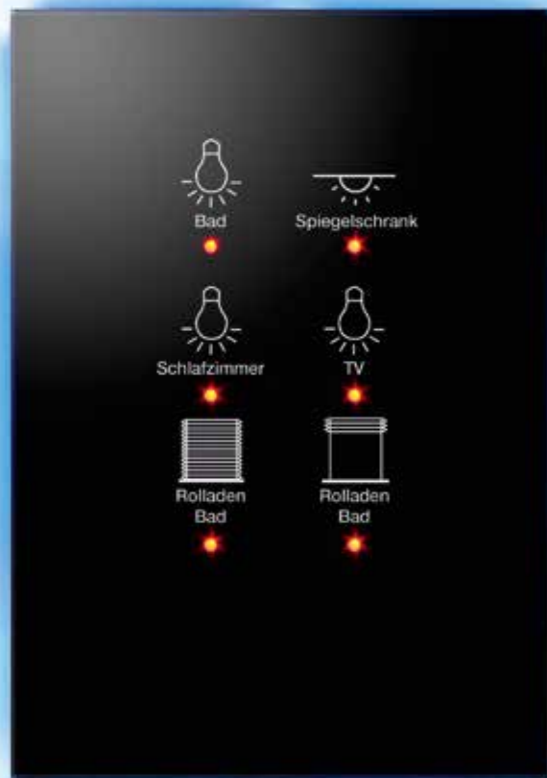 Bad
Spiegelschrank
Schlafzimmer
TV
Rolladen
Bad
Rolladen
Bad